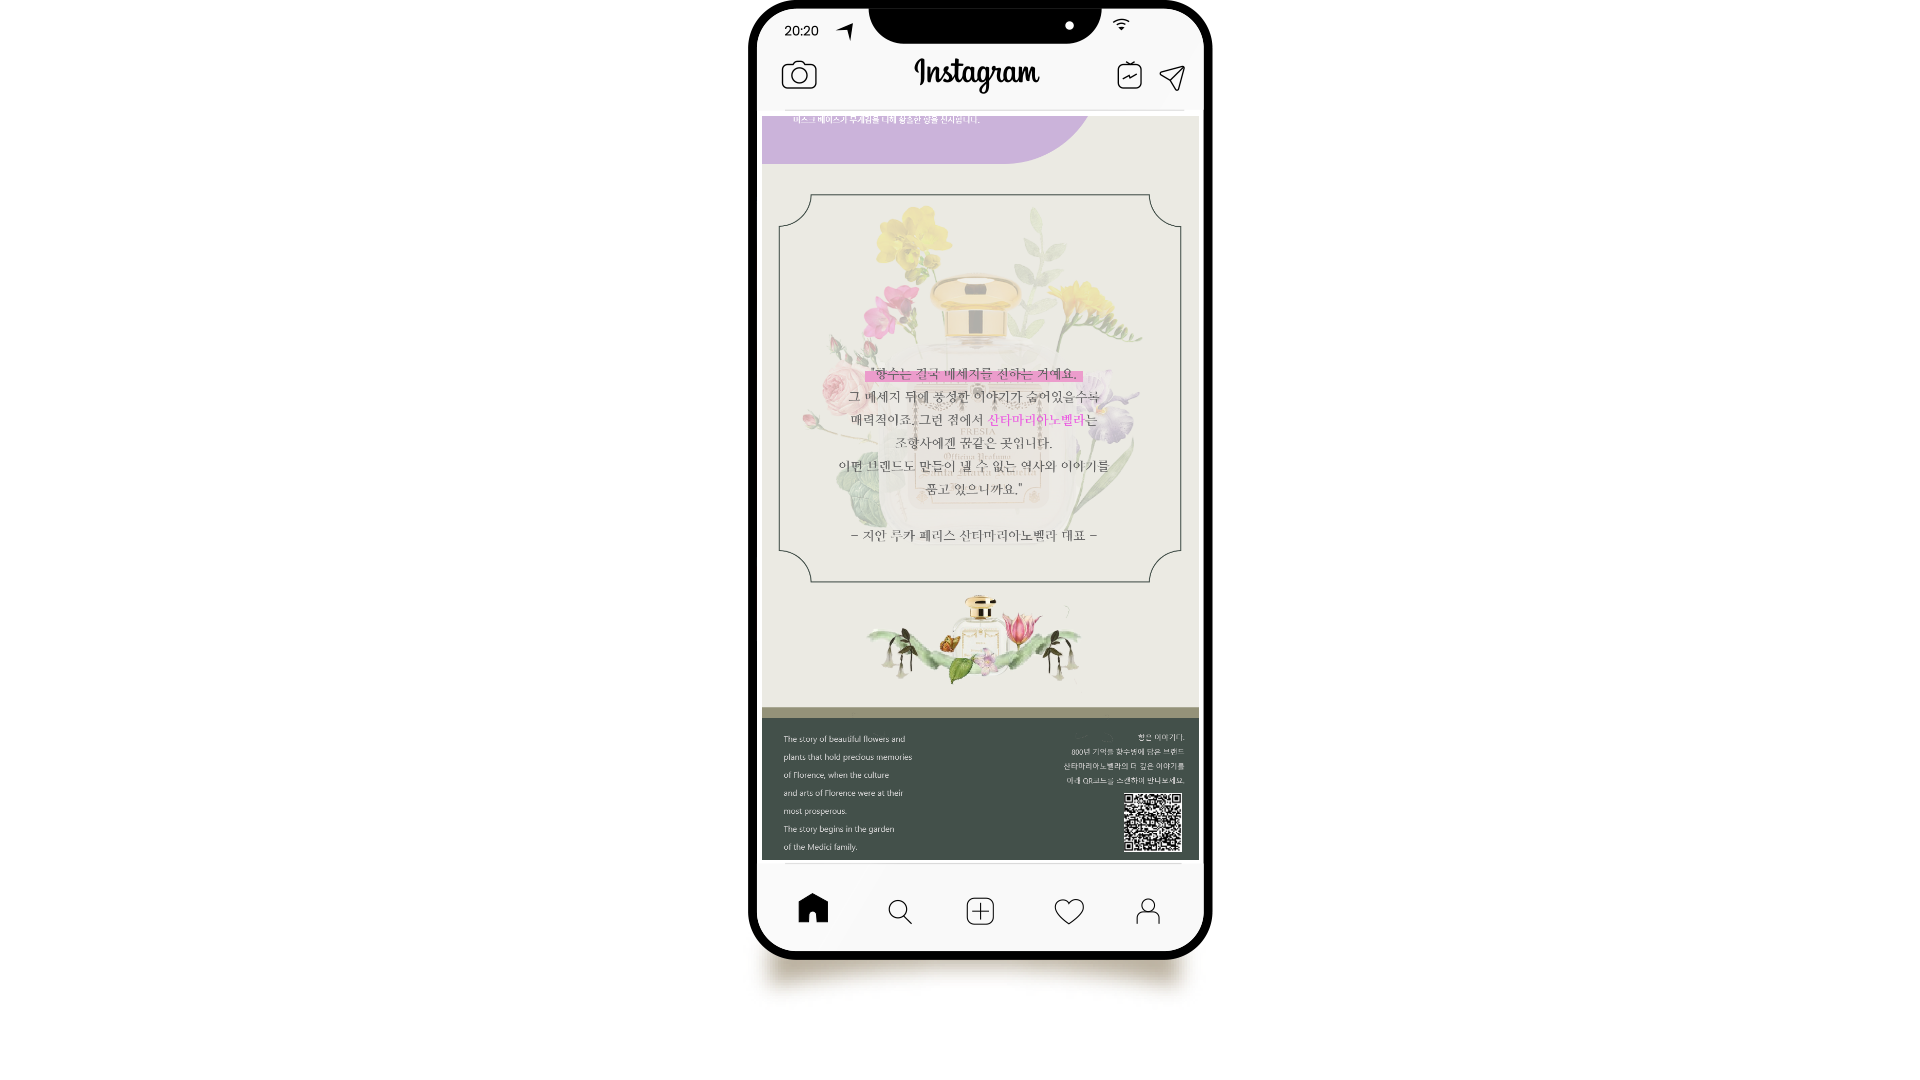 20:20
Instagram
"향수는 결국 메세지를 전하는 거예요.
그 메세지 뒤에 풍성한 이야기가 숨어있을수록
매력적이죠. 그런 점에서 산타마리아노벨라는
조향사에겐 꿈같은 곳입니다.
어떤 브랜드도 만들어 낼 수 없는 역사와 이야기를
품고 있으니까요."
- 지안 루카 페리스 산타마리아노벨라 대표 -
The story of beautiful flowers and
plants that hold precious memories
of Florence, when the culture
and arts of Florence were at their
most prosperous.
The story begins in the garden
of the Medici family.
향은 이야기다.
800년 기억을 향수병에 담은 브랜드
산타마리아노벨라의 더 깊은 이야기를
아래 QR코드를 스캔하여 만나보세요.